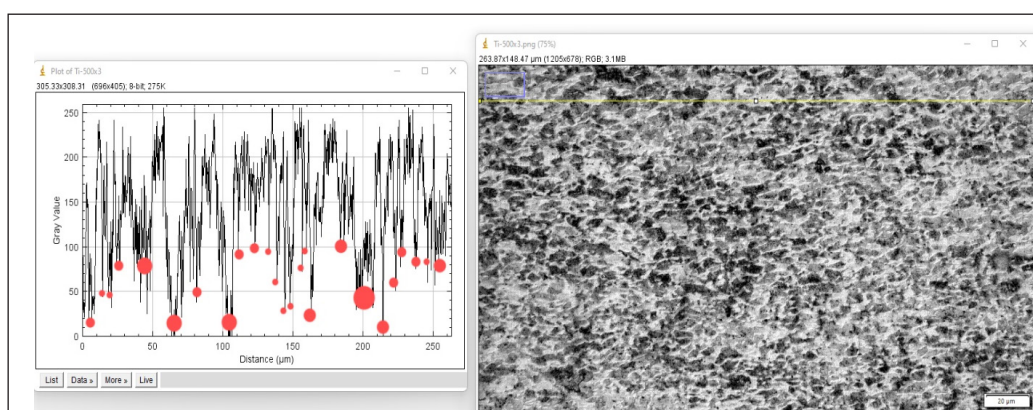 Plot of Ti-500x3
305.33x308.31 (696x405); 8-bit; 275K
250
200
150
100
50
0
Gray Value
0 50 100 150 200 250
Distance (µm)
List Data » More » Live
Ti-500x3.png (75%)
263.87x148.47 µm (1205x678); RGB; 3.1MB
20 µm